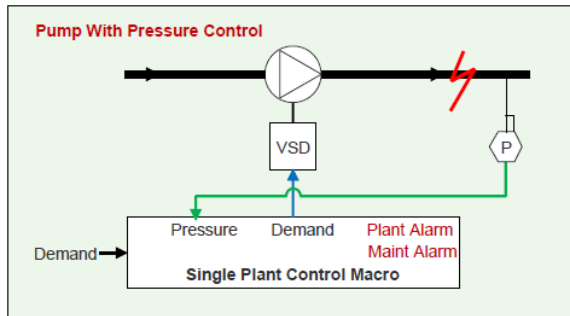 Pump With Pressure Control
VSD
P
Pressure Demand Plant Alarm
Demand Maint Alarm
Single Plant Control Macro